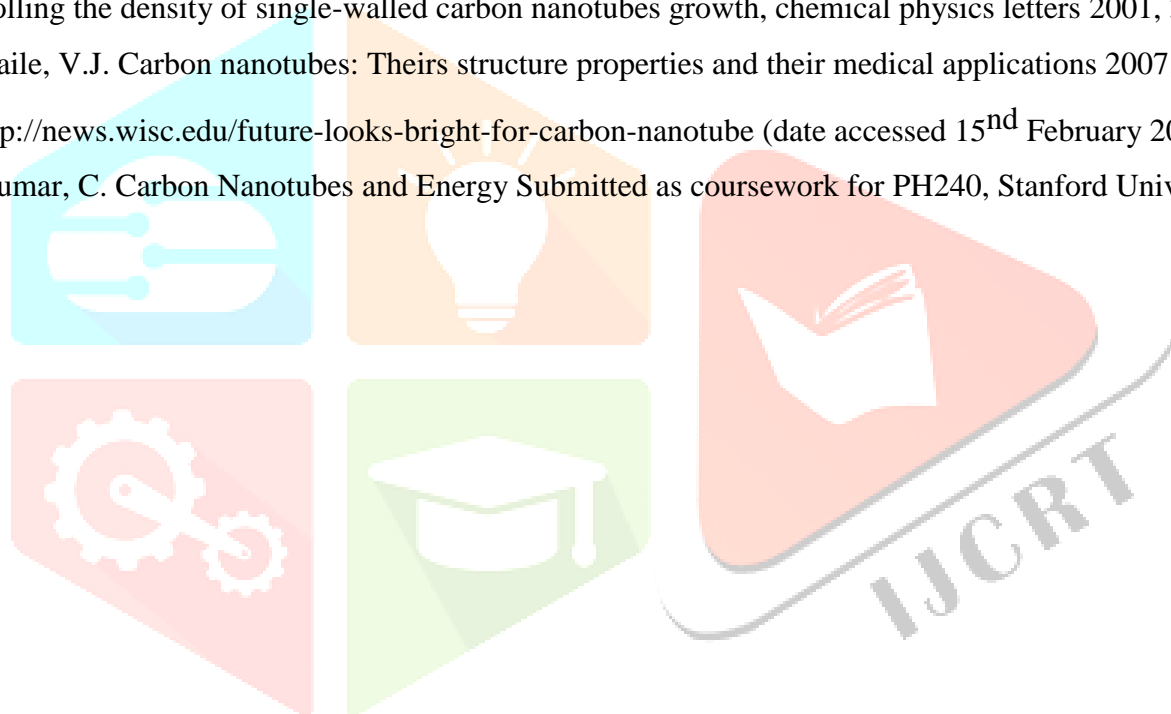 olling the density of single-walled carbon nanotubes growth, chemical physics letters 2001,
aile, V.J. Carbon nanotubes: Theirs structure properties and their medical applications 2007
p://news.wisc.edu/future-looks-bright-for-carbon-nanotube (date accessed 15nd February 20
umar, C. Carbon Nanotubes and Energy Submitted as coursework for PH240, Stanford Univ
IJCRT